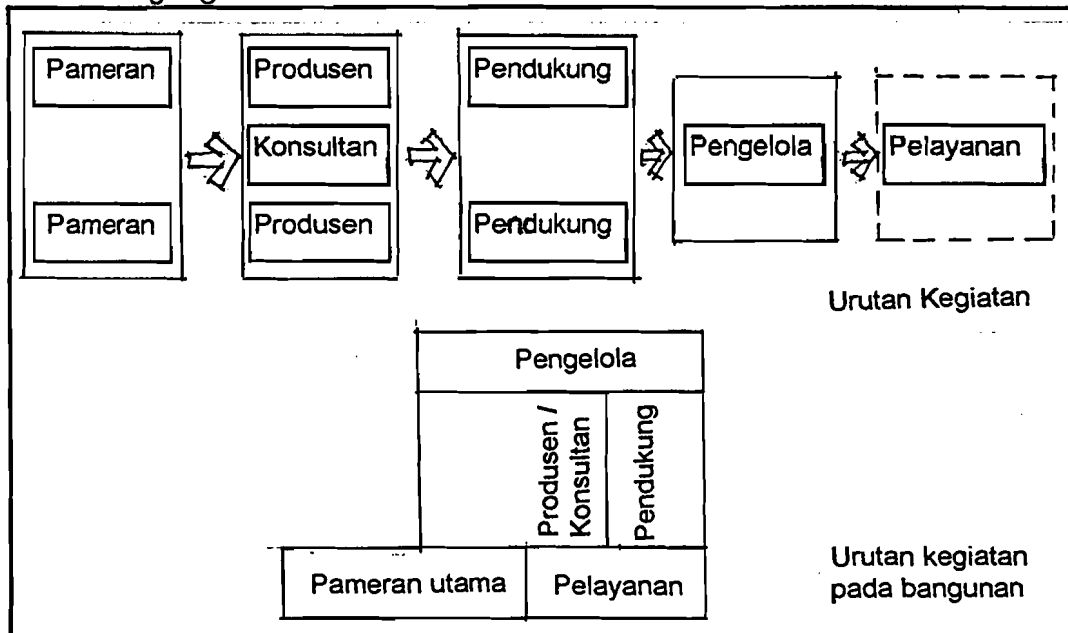 Pameran
Produsen
Pendukung
Konsultan
Pengelola
Pelayanan
Pameran
Produsen
Pendukung
Urutan Kegiatan
Pengelola
Produsen /
Konsultan
Pendukung
Pameran utama
Pelayanan
Urutan kegiatan
pada bangunan